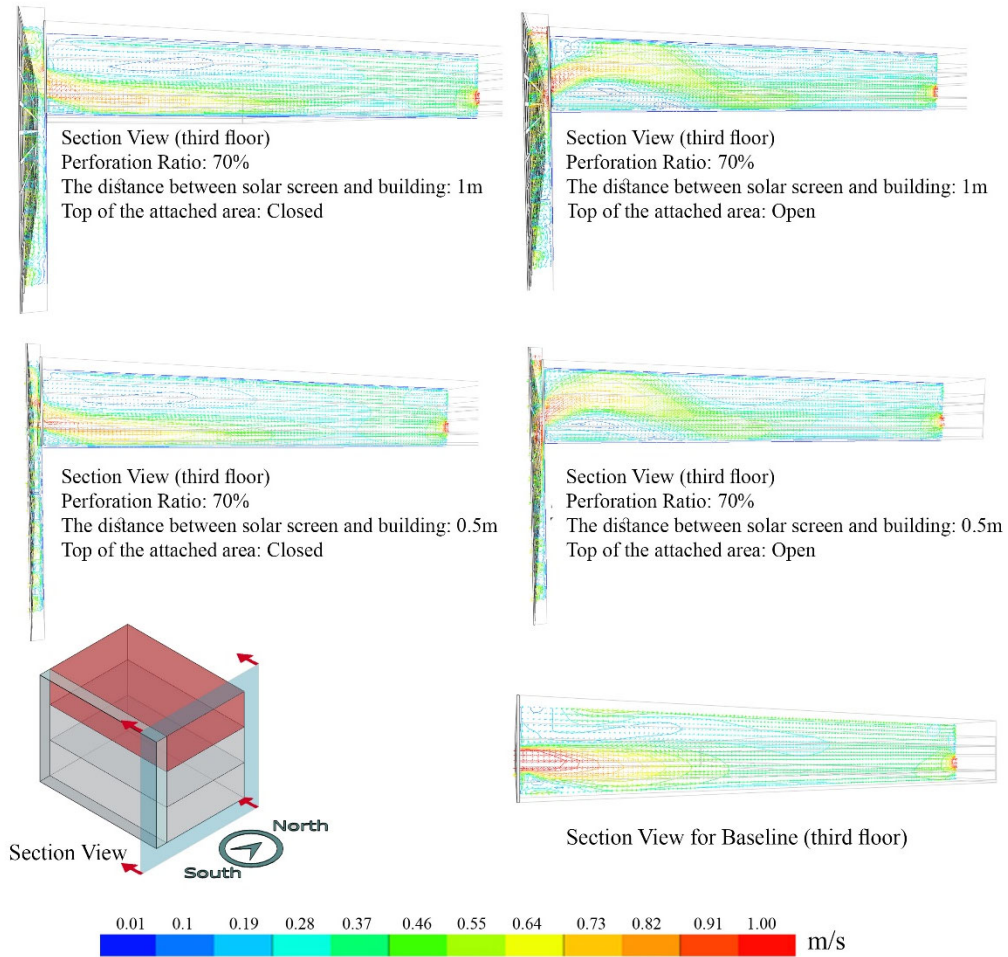 Section View (third floor)
Perforation Ratio: 70%
The distance between solar screen and building: 1m
Top of the attached area: Closed
Section View (third floor)
Perforation Ratio: 70%
The distance between solar screen and building: 1m
Top of the attached area: Open
Section View (third floor)
Perforation Ratio: 70%
The distance between solar screen and building: 0.5m
Top of the attached area: Closed
Section View (third floor)
Perforation Ratio: 70%
The distance between solar screen and building: 0.5m
Top of the attached area: Open
North
Section View
South
Section View for Baseline (third floor)
0.01 0.1 0.19 0.28 0.37 0.46 0.55 0.64 0.73 0.82 0.91 1.00
m/s